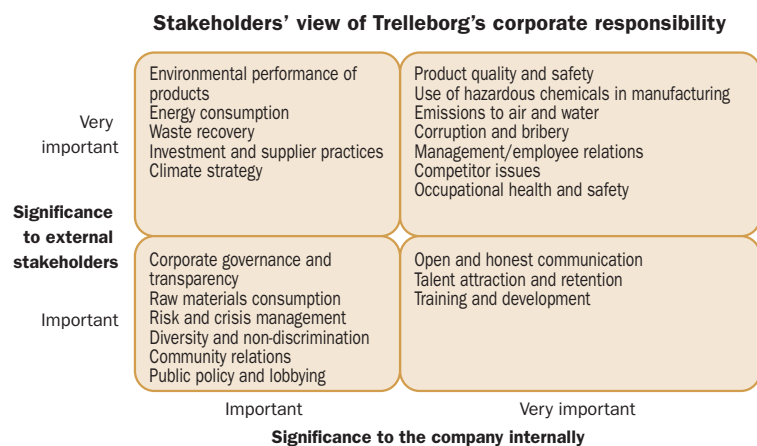 Stakeholders’ view of Trelleborg’s corporate responsibility
Environmental performance of
products
Energy consumption
Waste recovery
Investment and supplier practices
Climate strategy
Product quality and safety
Use of hazardous chemicals in manufacturing
Emissions to air and water
Corruption and bribery
Management/employee relations
Competitor issues
Occupational health and safety
Very
important
Significance
to external
stakeholders
Important
Corporate governance and
transparency
Raw materials consumption
Risk and crisis management
Diversity and non-discrimination
Community relations
Public policy and lobbying
Open and honest communication
Talent attraction and retention
Training and development
Important
Very important
Significance to the company internally